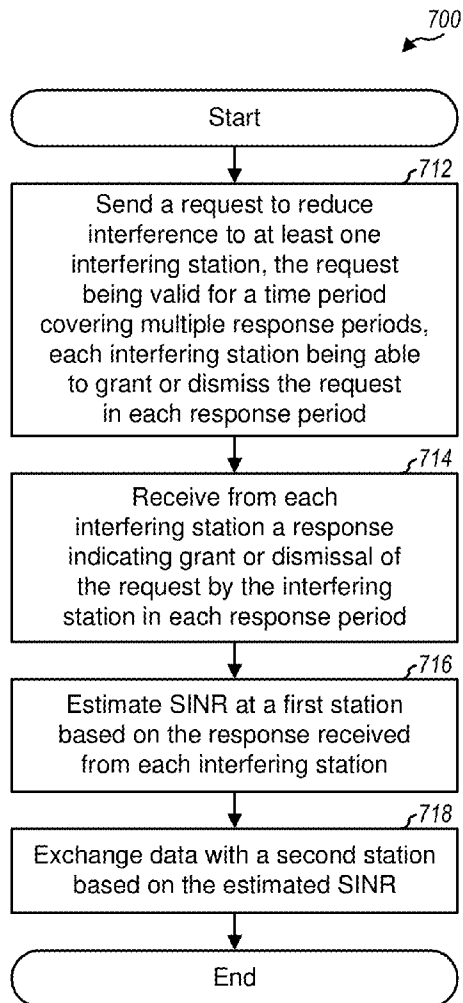 700
Start
712
Send a request to reduce
interference to at least one
interfering station, the request
being valid for a time period
covering multiple response periods,
each interfering station being able
to grant or dismiss the request
in each response period
714
Receive from each
interfering station a response
indicating grant or dismissal of
the request by the interfering
station in each response period
716
Estimate SINR at a first station
based on the response received
from each interfering station
718
Exchange data with a second station
based on the estimated SINR
End